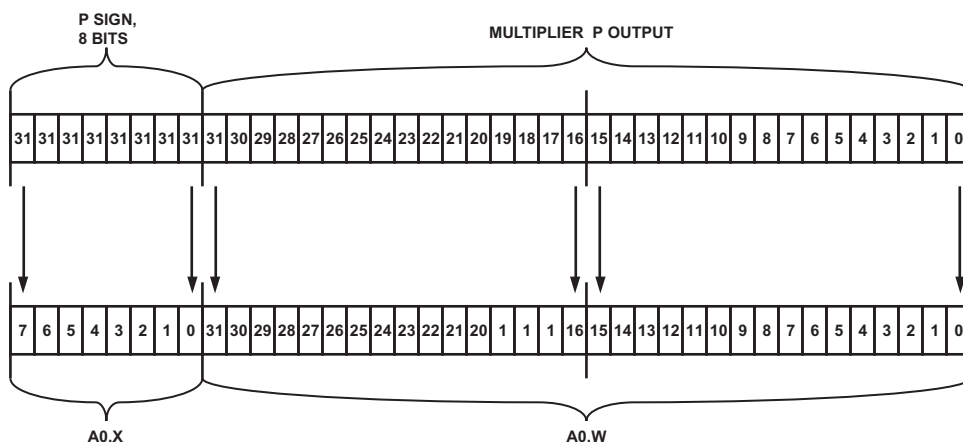 P SIGN,
8 BITS
MULTIPLIER P OUTPUT
31 31 31 31 31 31 31 31 31 30 29 28 27 26 25 24 23 22 21 20 19 18 17 16 15 14 13 12 11 10 9 8 7 6 5 4 3 2 1 0
7 6 5 4 3 2 1 0 31 30 29 28 27 26 25 24 23 22 21 20 1 1 1 16 15 14 13 12 11 10 9 8 7 6 5 4 3 2 1 0
A0.X A0.W